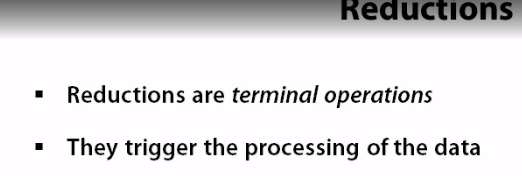 Reductions
▪ Reductions are terminal operations
▪ They trigger the processing of the data